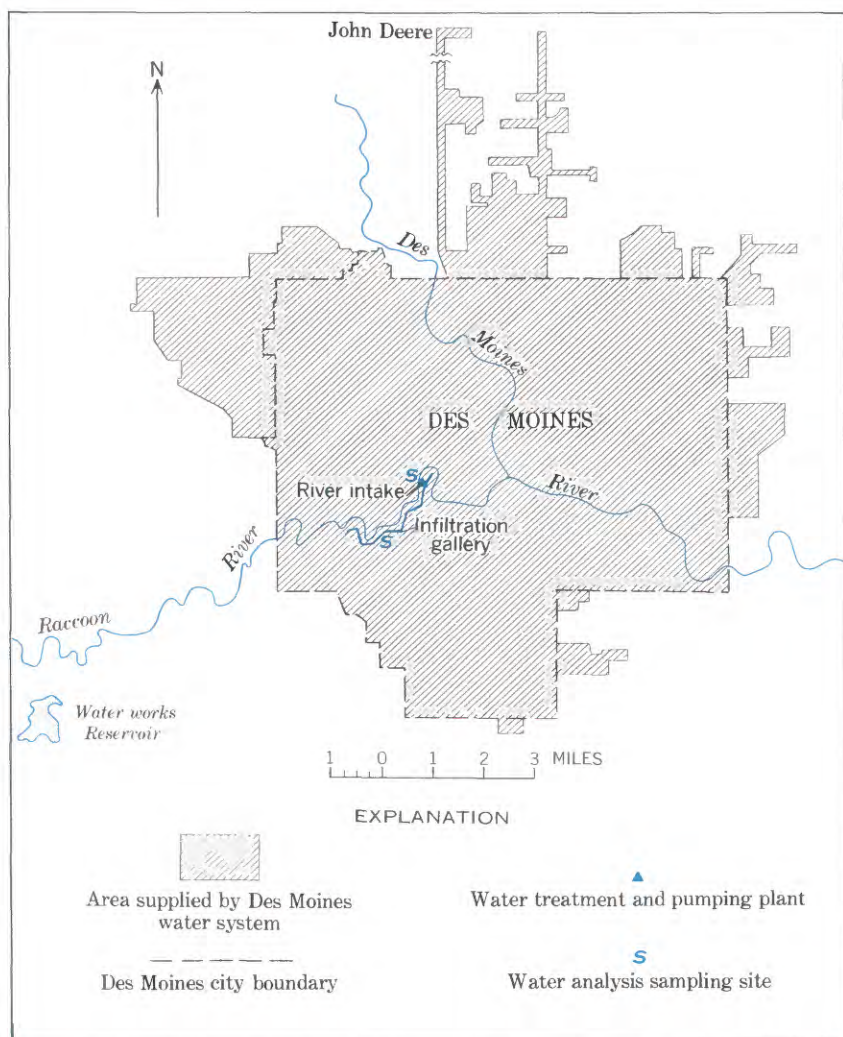 John Deere
N
Des
Moines
DES MOINES
S
River intake
River
Infiltration
gallery
S
River
Raccoon
Water works
Reservoir
1 0 1 2 3 MILES
EXPLANATION
Area supplied by Des Moines
water system
Water treatment and pumping plant
Des Moines city boundary
S
Water analysis sampling site